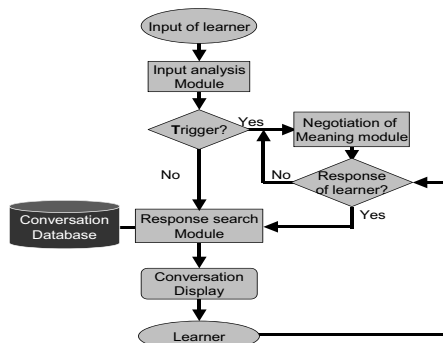 Input of learner
Input analysis
Module
Trigger?
Yes
Negotiation of
Meaning module
No
Response
of learner?
No
Yes
Conversation
Database
Response search
Module
Conversation
Display
Learner